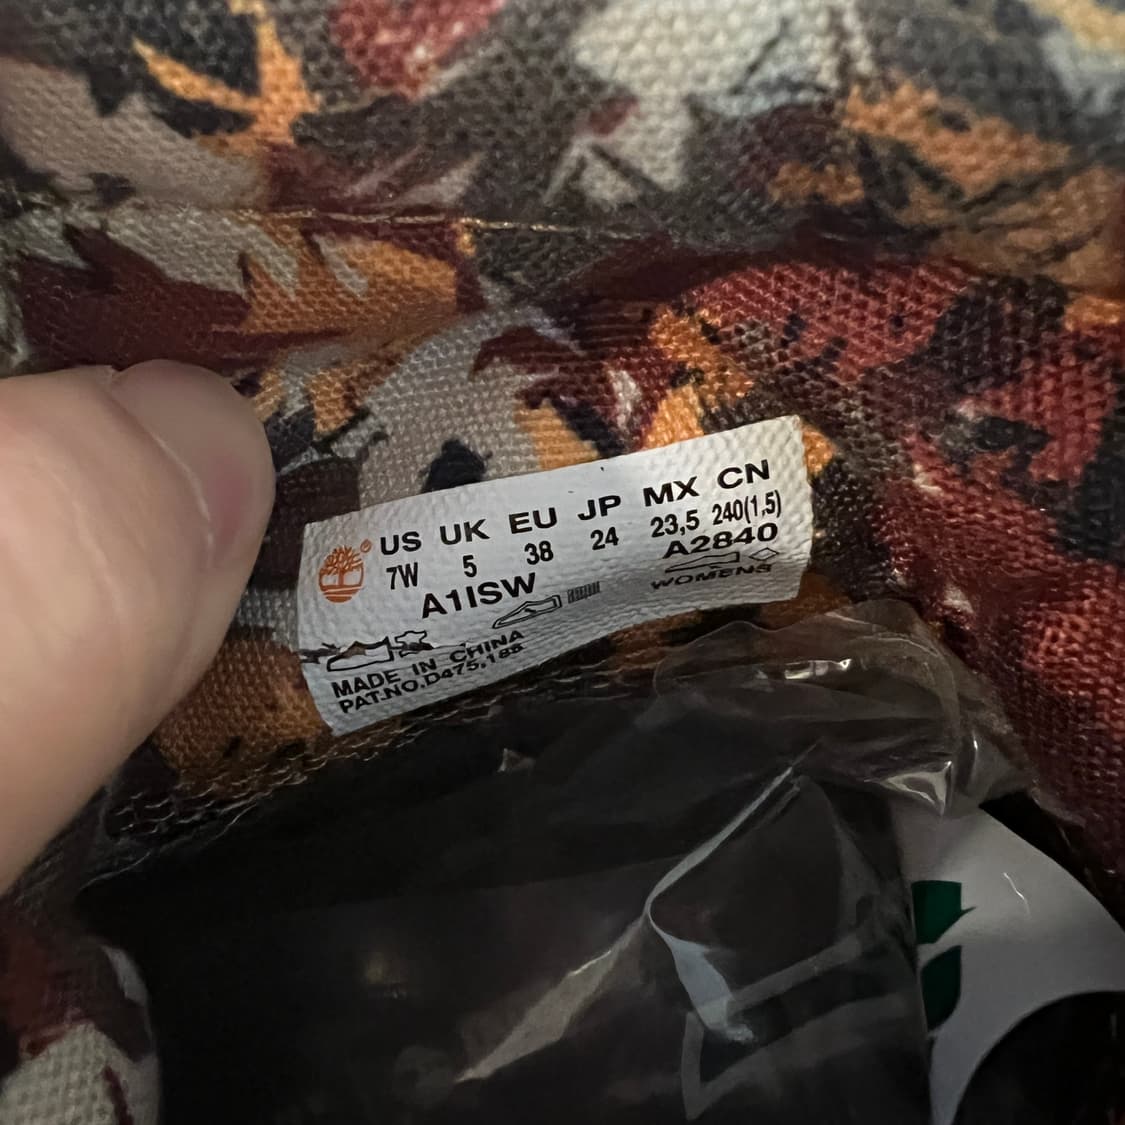 US UK EU JP MX CN
7W 5 38 24 23,5 240(1,5)
A1ISW A2840
WOMENS
MADE IN CHINA
PAT.NO.D475,185